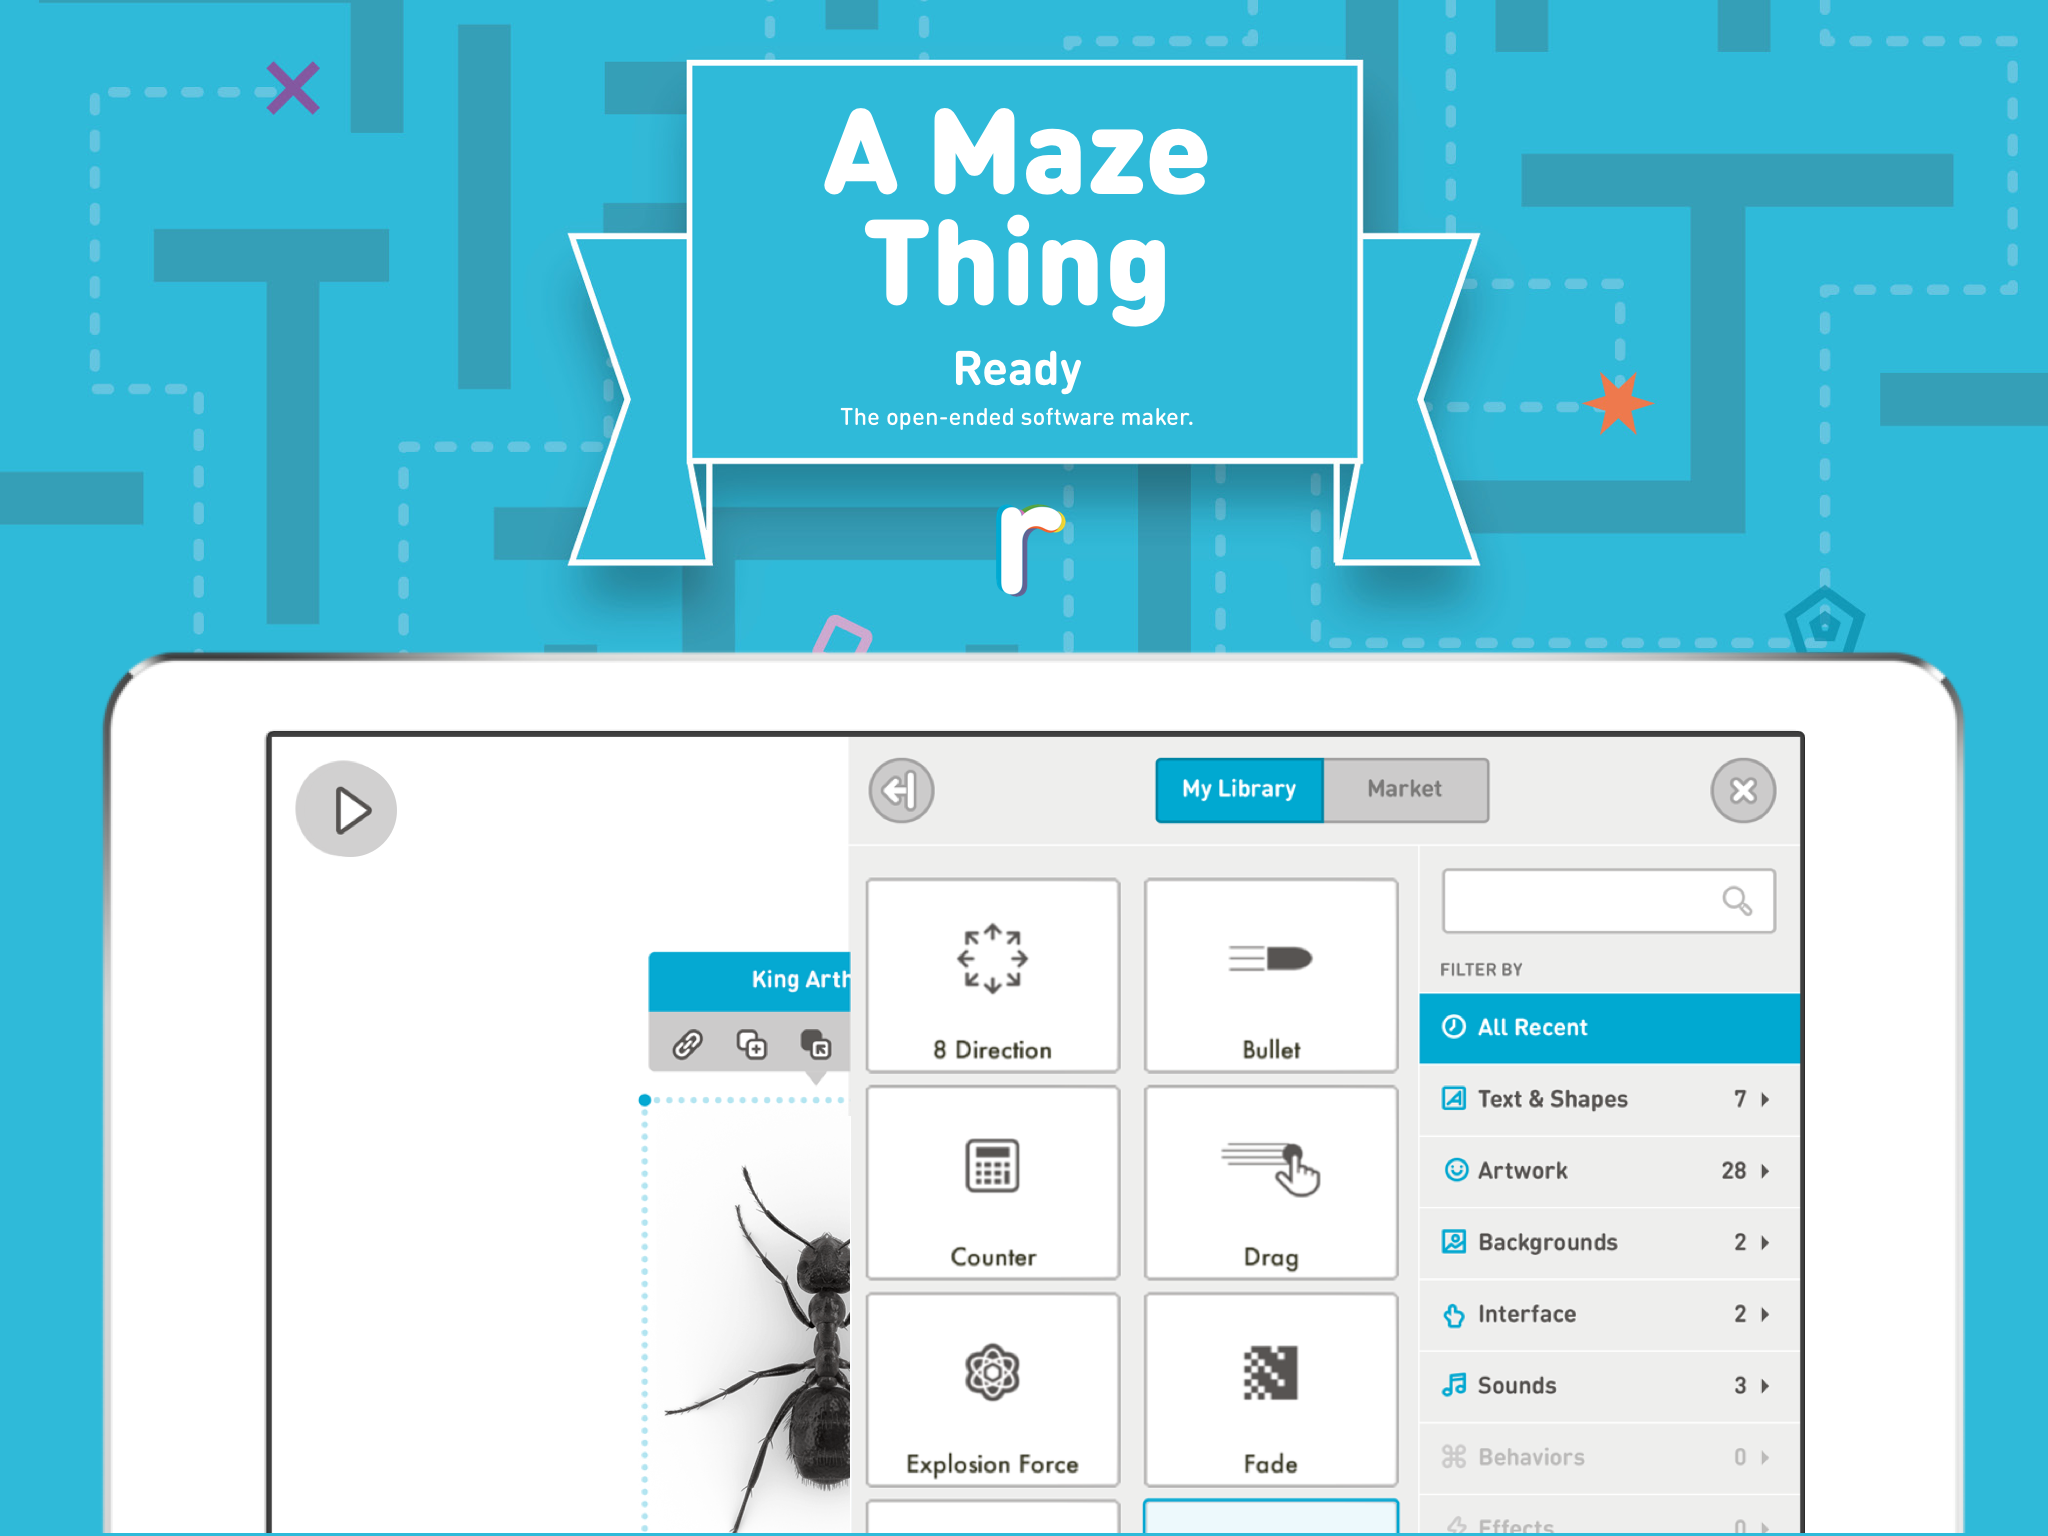 A Maze
Thing
Ready
The open-ended software maker.
r
My Library
Market
King Arth
8 Direction
Bullet
Counter
Drag
Explosion Force
Fade
FILTER BY
All Recent
Text & Shapes 7
Artwork 28
Backgrounds 2
Interface 2
Sounds 3
Behaviors 0
Effects 0